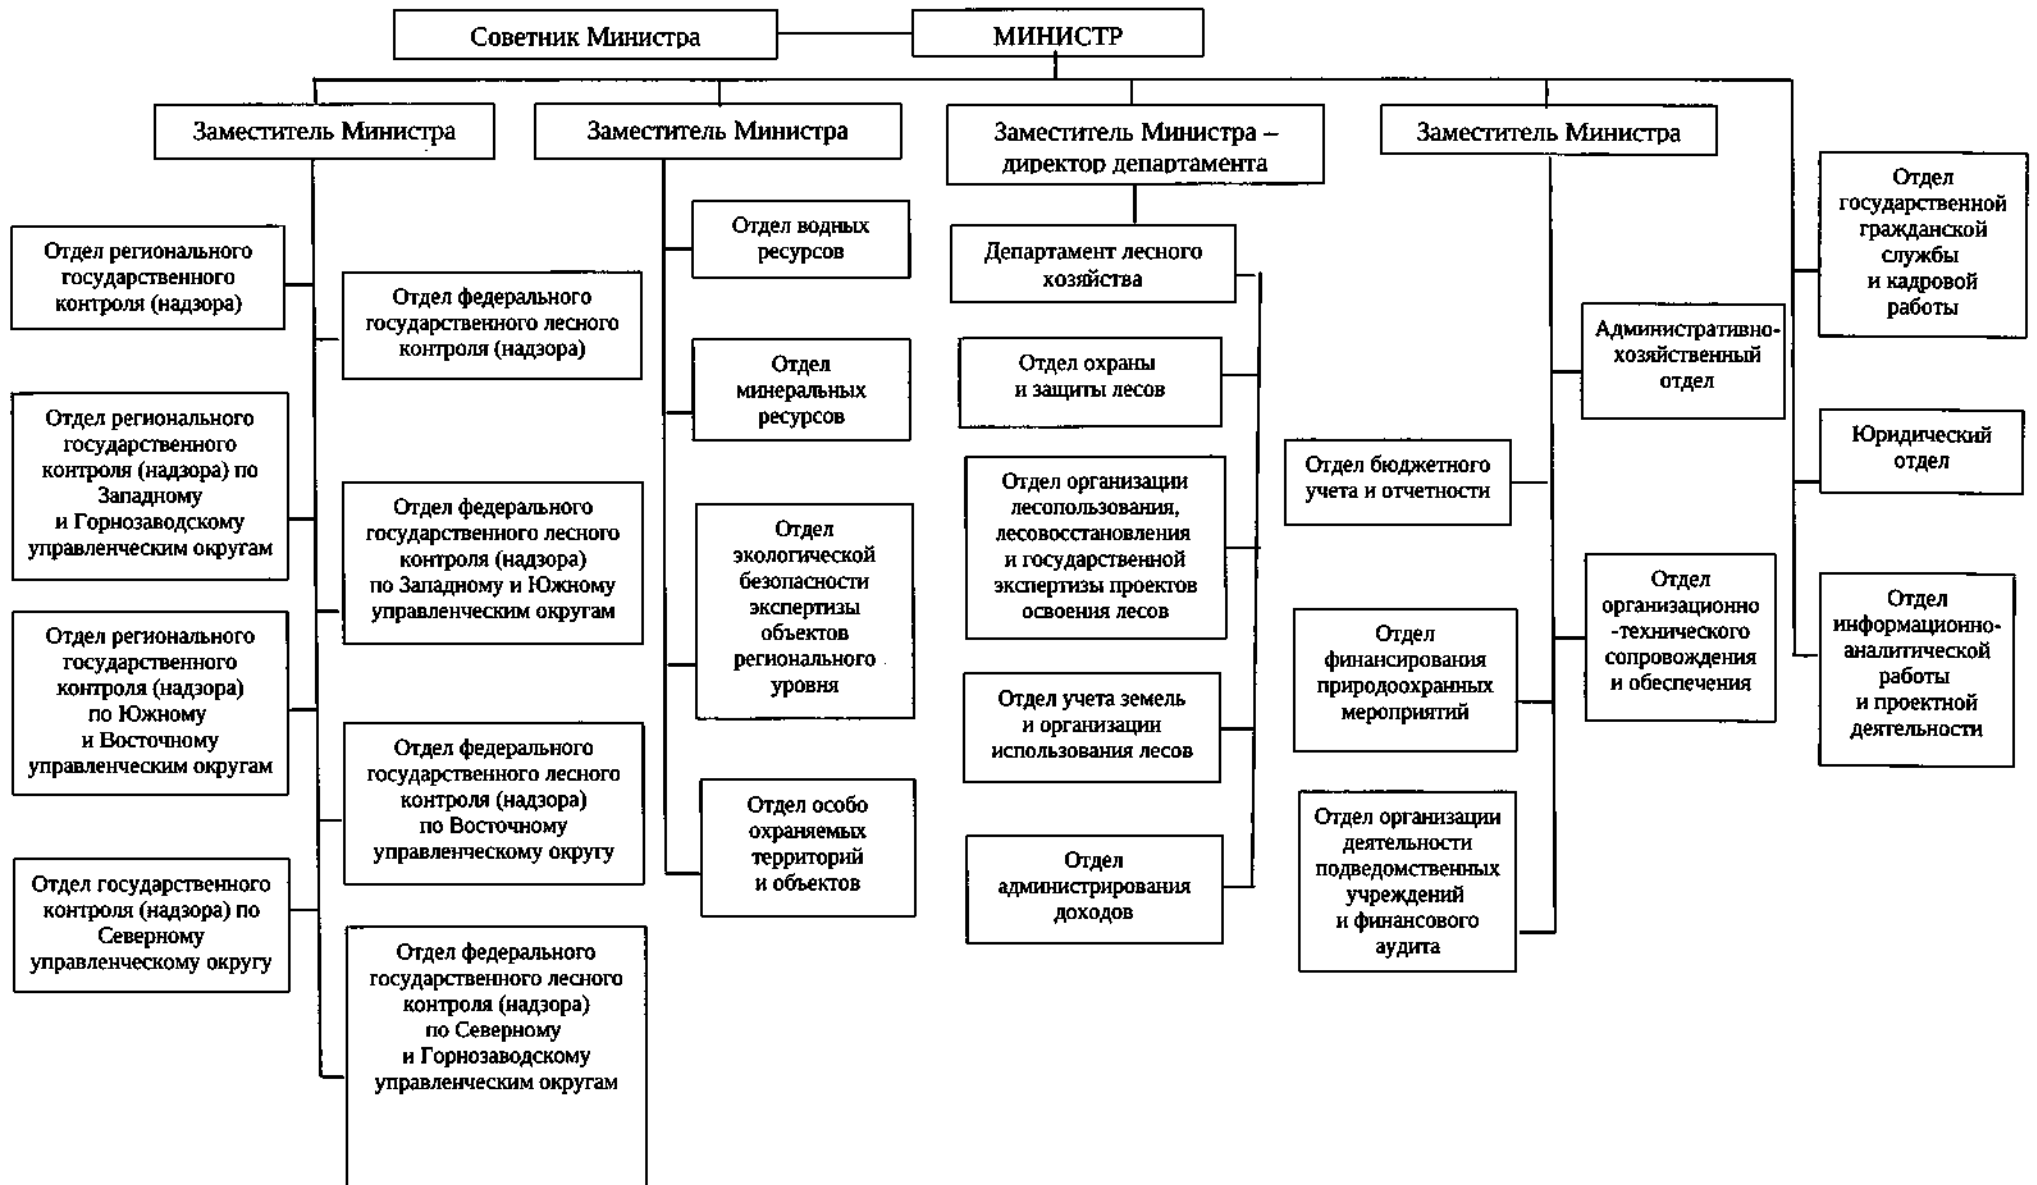 Советник Министра
МИНИСТР
Заместитель Министра
Заместитель Министра
Заместитель Министра –
директор департамента
Заместитель Министра
Отдел регионального
государственного
контроля (надзора)
Отдел регионального
государственного
контроля (надзора) по
Западному
и Горнозаводскому
управленческим округам
Отдел регионального
государственного
контроля (надзора)
по Южному
и Восточному
управленческим округам
Отдел государственного
контроля (надзора) по
Северному
управленческому округу
Отдел федерального
государственного лесного
контроля (надзора)
Отдел федерального
государственного лесного
контроля (надзора)
по Западному и Южному
управленческим округам
Отдел федерального
государственного лесного
контроля (надзора)
по Восточному
управленческому округу
Отдел федерального
государственного лесного
контроля (надзора)
по Северному
и Горнозаводскому
управленческим округам
Отдел водных
ресурсов
Отдел
минеральных
ресурсов
Отдел
экологической
безопасности
экспертизы
объектов
регионального
уровня
Отдел особо
охраняемых
территорий
и объектов
Департамент лесного
хозяйства
Отдел охраны
и защиты лесов
Отдел организации
лесопользования,
лесовосстановления
и государственной
экспертизы проектов
освоения лесов
Отдел учета земель
и организации
использования лесов
Отдел
администрирования
доходов
Отдел бюджетного
учета и отчетности
Отдел
финансирования
природоохранных
мероприятий
Отдел организации
деятельности
подведомственных
учреждений
и финансового
аудита
Административно-
хозяйственный
отдел
Отдел
организационно
-технического
сопровождения
и обеспечения
Отдел
государственной
гражданской
службы
и кадровой
работы
Юридический
отдел
Отдел
информационно-
аналитической
работы
и проектной
деятельности